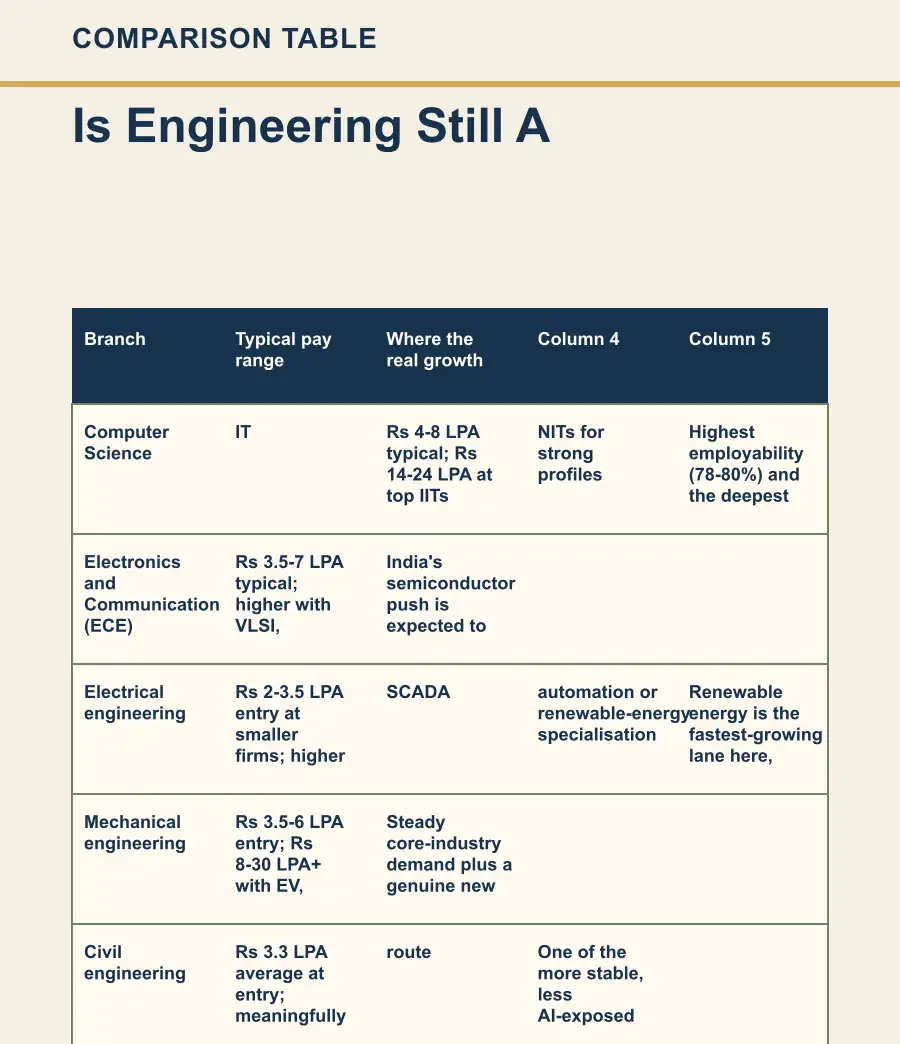 COMPARISON TABLE
Is Engineering Still A
Branch
Typical pay
range
Where the
real growth
Column 4
Column 5
Computer
Science
IT
Rs 4-8 LPA
typical; Rs
14-24 LPA at
top IITs
NITs for
strong
profiles
Highest
employability
(78-80%) and
the deepest
Electronics
and
Communication
(ECE)
Rs 3.5-7 LPA
typical;
higher with
VLSI,
India's
semiconductor
push is
expected to
Electrical
engineering
Rs 2-3.5 LPA
entry at
smaller
firms; higher
SCADA
automation or
renewable-energy
specialisation
Renewable
energy is the
fastest-growing
lane here,
Mechanical
engineering
Rs 3.5-6 LPA
entry; Rs
8-30 LPA+
with EV,
Steady
core-industry
demand plus a
genuine new
Civil
engineering
Rs 3.3 LPA
average at
entry;
meaningfully
route
One of the
more stable,
less
AI-exposed